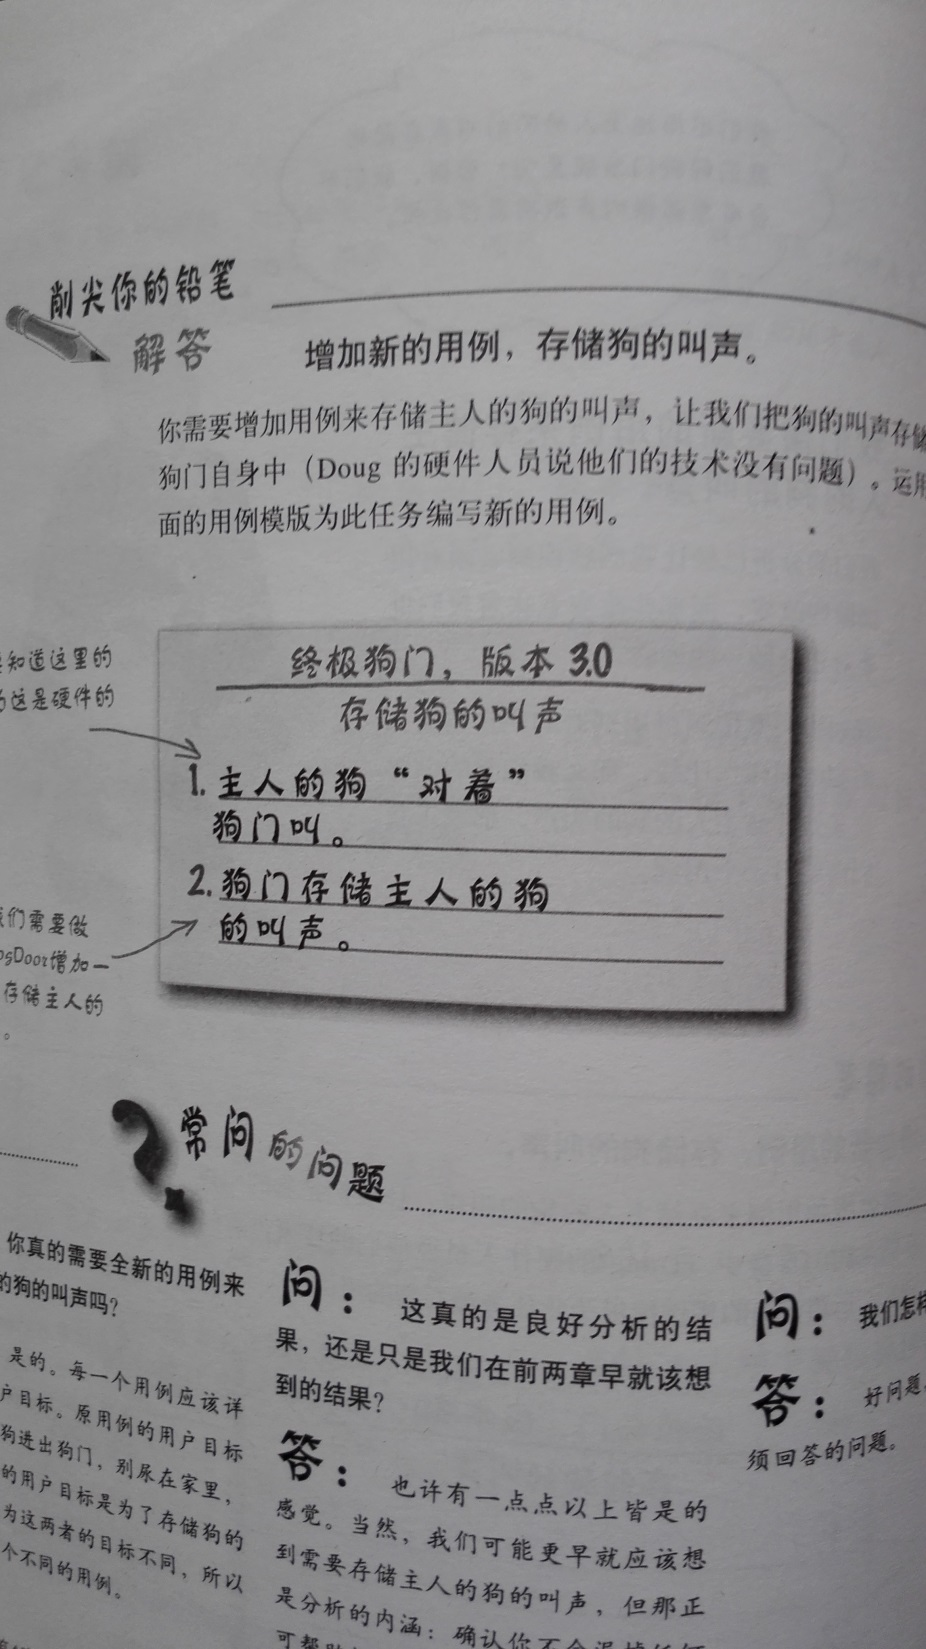 削尖你的铅笔
解答
增加新的用例，存储狗的叫声。
你需要增加用例来存储主人的狗的叫声，让我们把狗的叫声存储
狗门自身中（Doug 的硬件人员说他们的技术没有问题）。运用
面的用例模版为此任务编写新的用例。
知道这里的
这是硬件的
终极狗门，版本 3.0
存储狗的叫声
1. 主人的狗“对着”
狗门叫。
2. 狗门存储主人的狗
的叫声。
们需要做
ogDoor增加一
存储主人的
。
常问的问题
你真的需要全新的用例来
的狗的叫声吗？
是的。每一个用例应该详
户目标。原用例的用户目标
狗进出狗门，别尿在家里，
的用户目标是为了存储狗的
为这两者的目标不同，所以
个不同的用例。
问： 这真的是良好分析的结
果，还是只是我们在前两章早就该想
到的结果？
答： 也许有一点点以上皆是的
感觉。当然，我们可能更早就应该想
到需要存储主人的狗的叫声，但那正
是分析的内涵：确认你不会
问： 我们怎样
答： 好问题
须回答的问题。